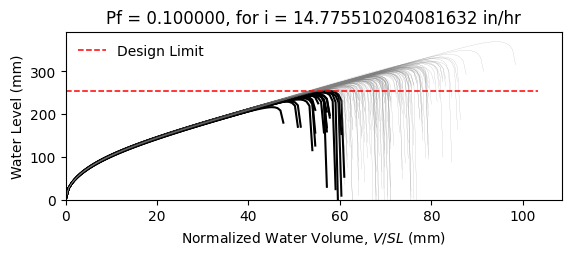 Pf = 0.100000, for i = 14.775510204081632 in/hr
Design Limit
Water Level (mm)
300
200
100
0
0 20 40 60 80 100
Normalized Water Volume, V/SL (mm)